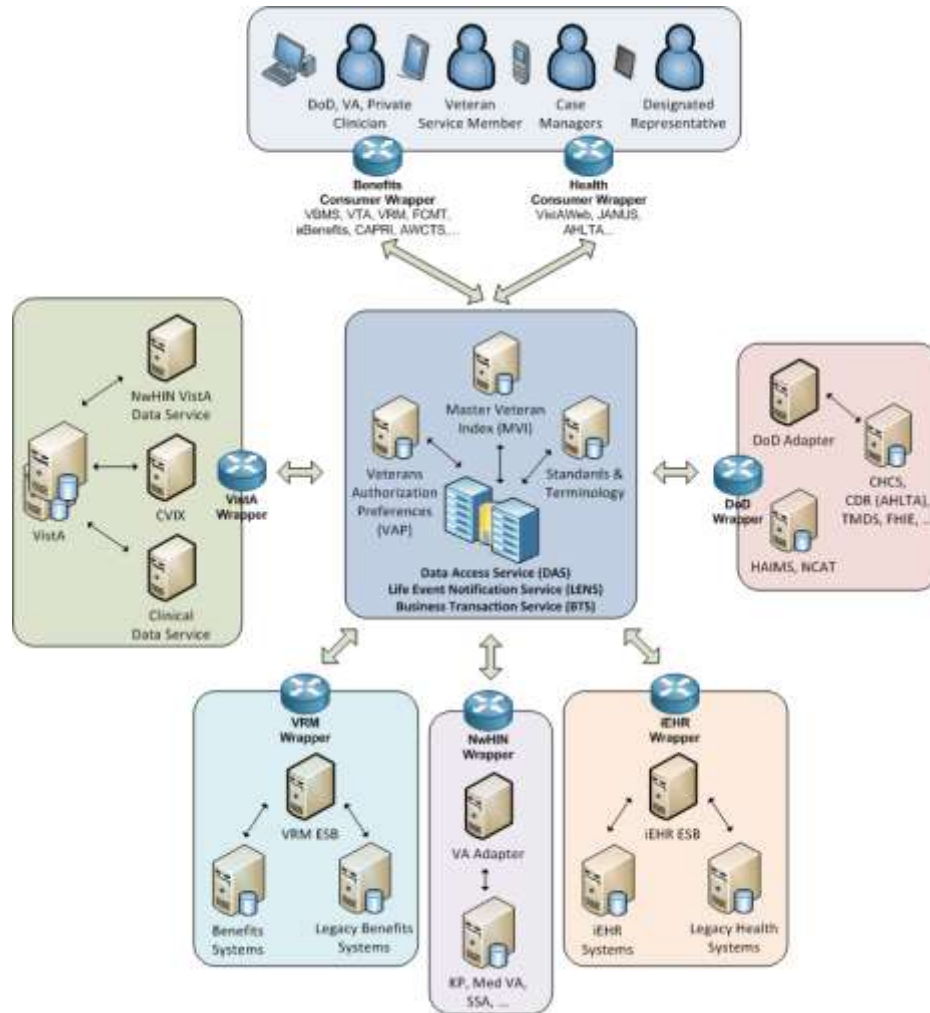 DoD, VA, Private
Clinician
Veteran
Service Member
Case
Managers
Designated
Representative
Benefits
Consumer Wrapper
VBMS, VTA, VRM, FCMT,
eBenefits, CAPRI, AWCTS,...
Health
Consumer Wrapper
VistAWeb, JANUS,
AHLTA...
NwHIN VistA
Data Service
VistA
CVIX
Clinical
Data Service
VistA
Wrapper
Master Veteran
Index (MVI)
Veterans
Authorization
Preferences
(VAP)
Standards &
Terminology
Data Access Service (DAS)
Life Event Notification Service (LENS)
Business Transaction Service (BTS)
DoD
Wrapper
DoD Adapter
CHCS,
CDR (AHLTA),
TMDS, FHIE, ...
HAIMS, NCAT
VRM
Wrapper
VRM ESB
Benefits
Systems
Legacy Benefits
Systems
NwHIN
Wrapper
VA Adapter
KP, Med VA,
SSA, ...
iEHR
Wrapper
iEHR ESB
iEHR
Systems
Legacy Health
Systems